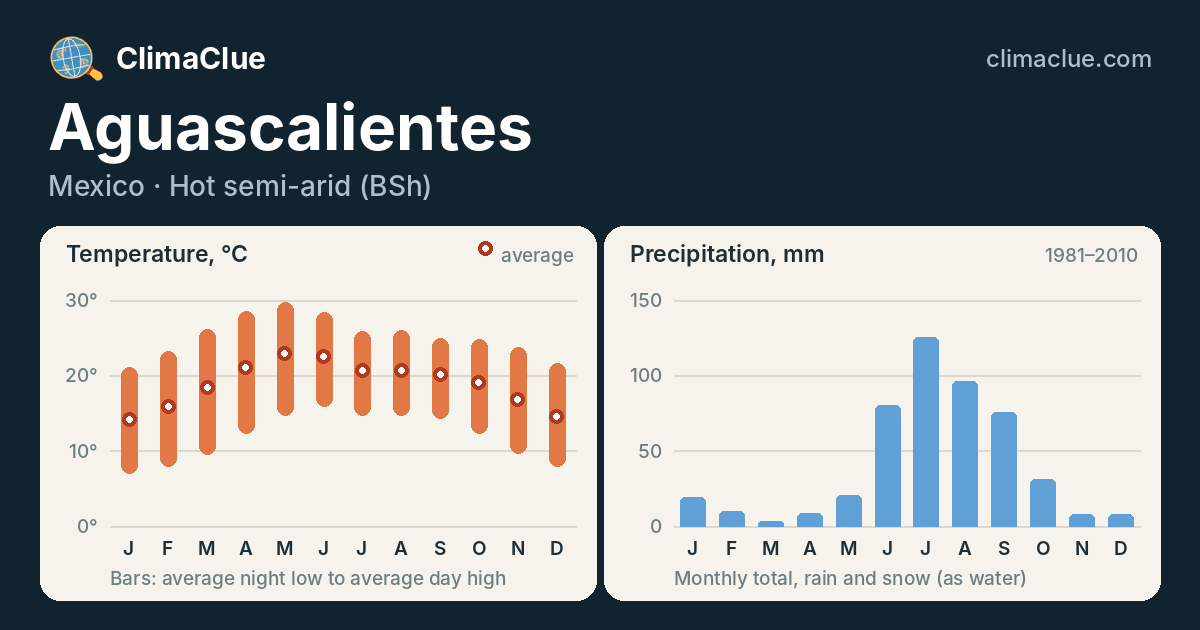 ClimaClue
climaclue.com
Aguascalientes
Mexico · Hot semi-arid (BSh)
Temperature, °C
average
30°
20°
10°
0°
J F M A M J J A S O N D
Bars: average night low to average day high
Precipitation, mm
1981–2010
150
100
50
0
J F M A M J J A S O N D
Monthly total, rain and snow (as water)